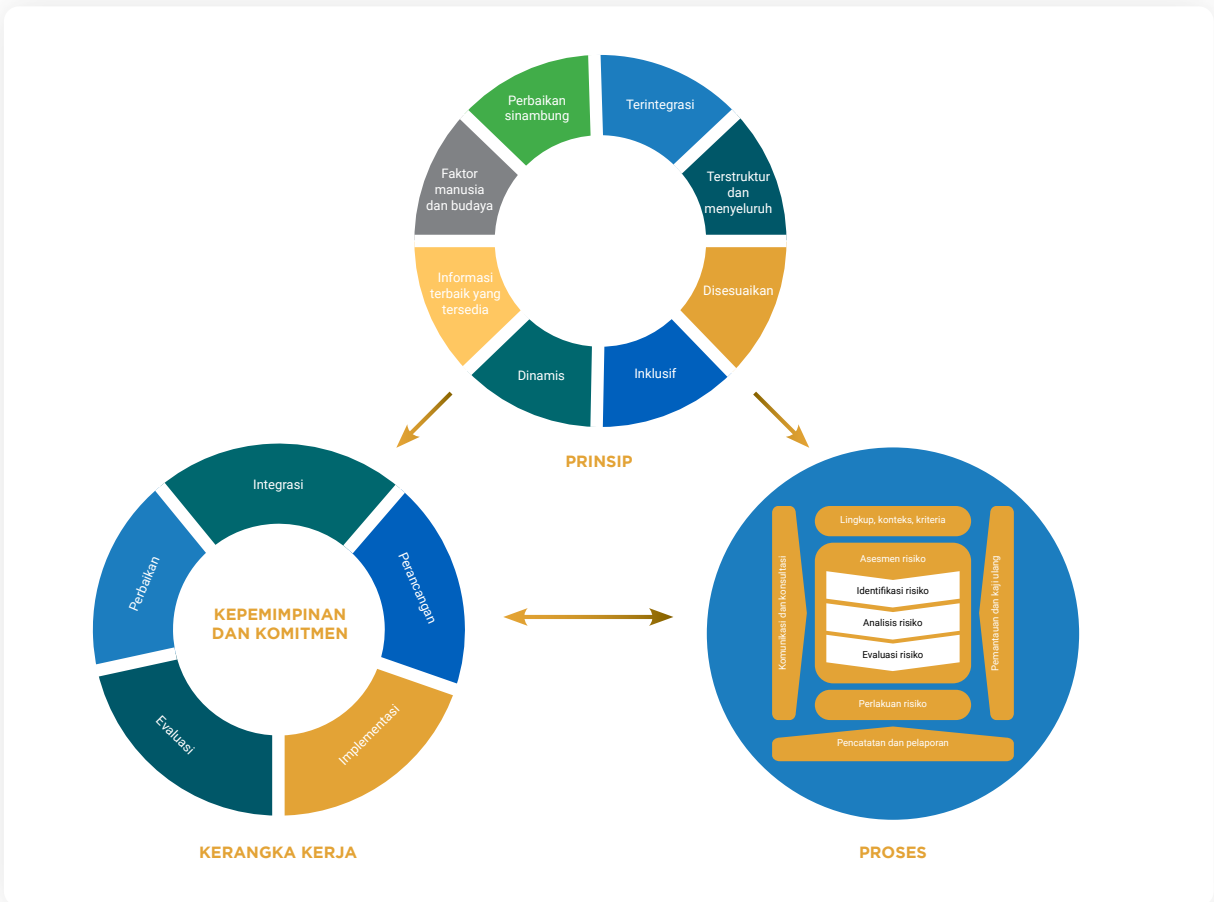 Perbaikan
sinambung
Terintegrasi
Faktor
manusia
dan budaya
Terstruktur
dan
menyeluruh
Informasi
terbaik yang
tersedia
Disesuaikan
Dinamis
Inklusif
PRINSIP
Integrasi
Perbaikan
Perancangan
KEPEMIMPINAN
DAN KOMITMEN
Evaluasi
Implementasi
KERANGKA KERJA
Komunikasi dan konsultasi
Lingkup, konteks, kriteria
Asesmen risiko
Identifikasi risiko
Analisis risiko
Evaluasi risiko
Perlakuan risiko
Pemantauan dan kaji ulang
Pencatatan dan pelaporan
PROSES